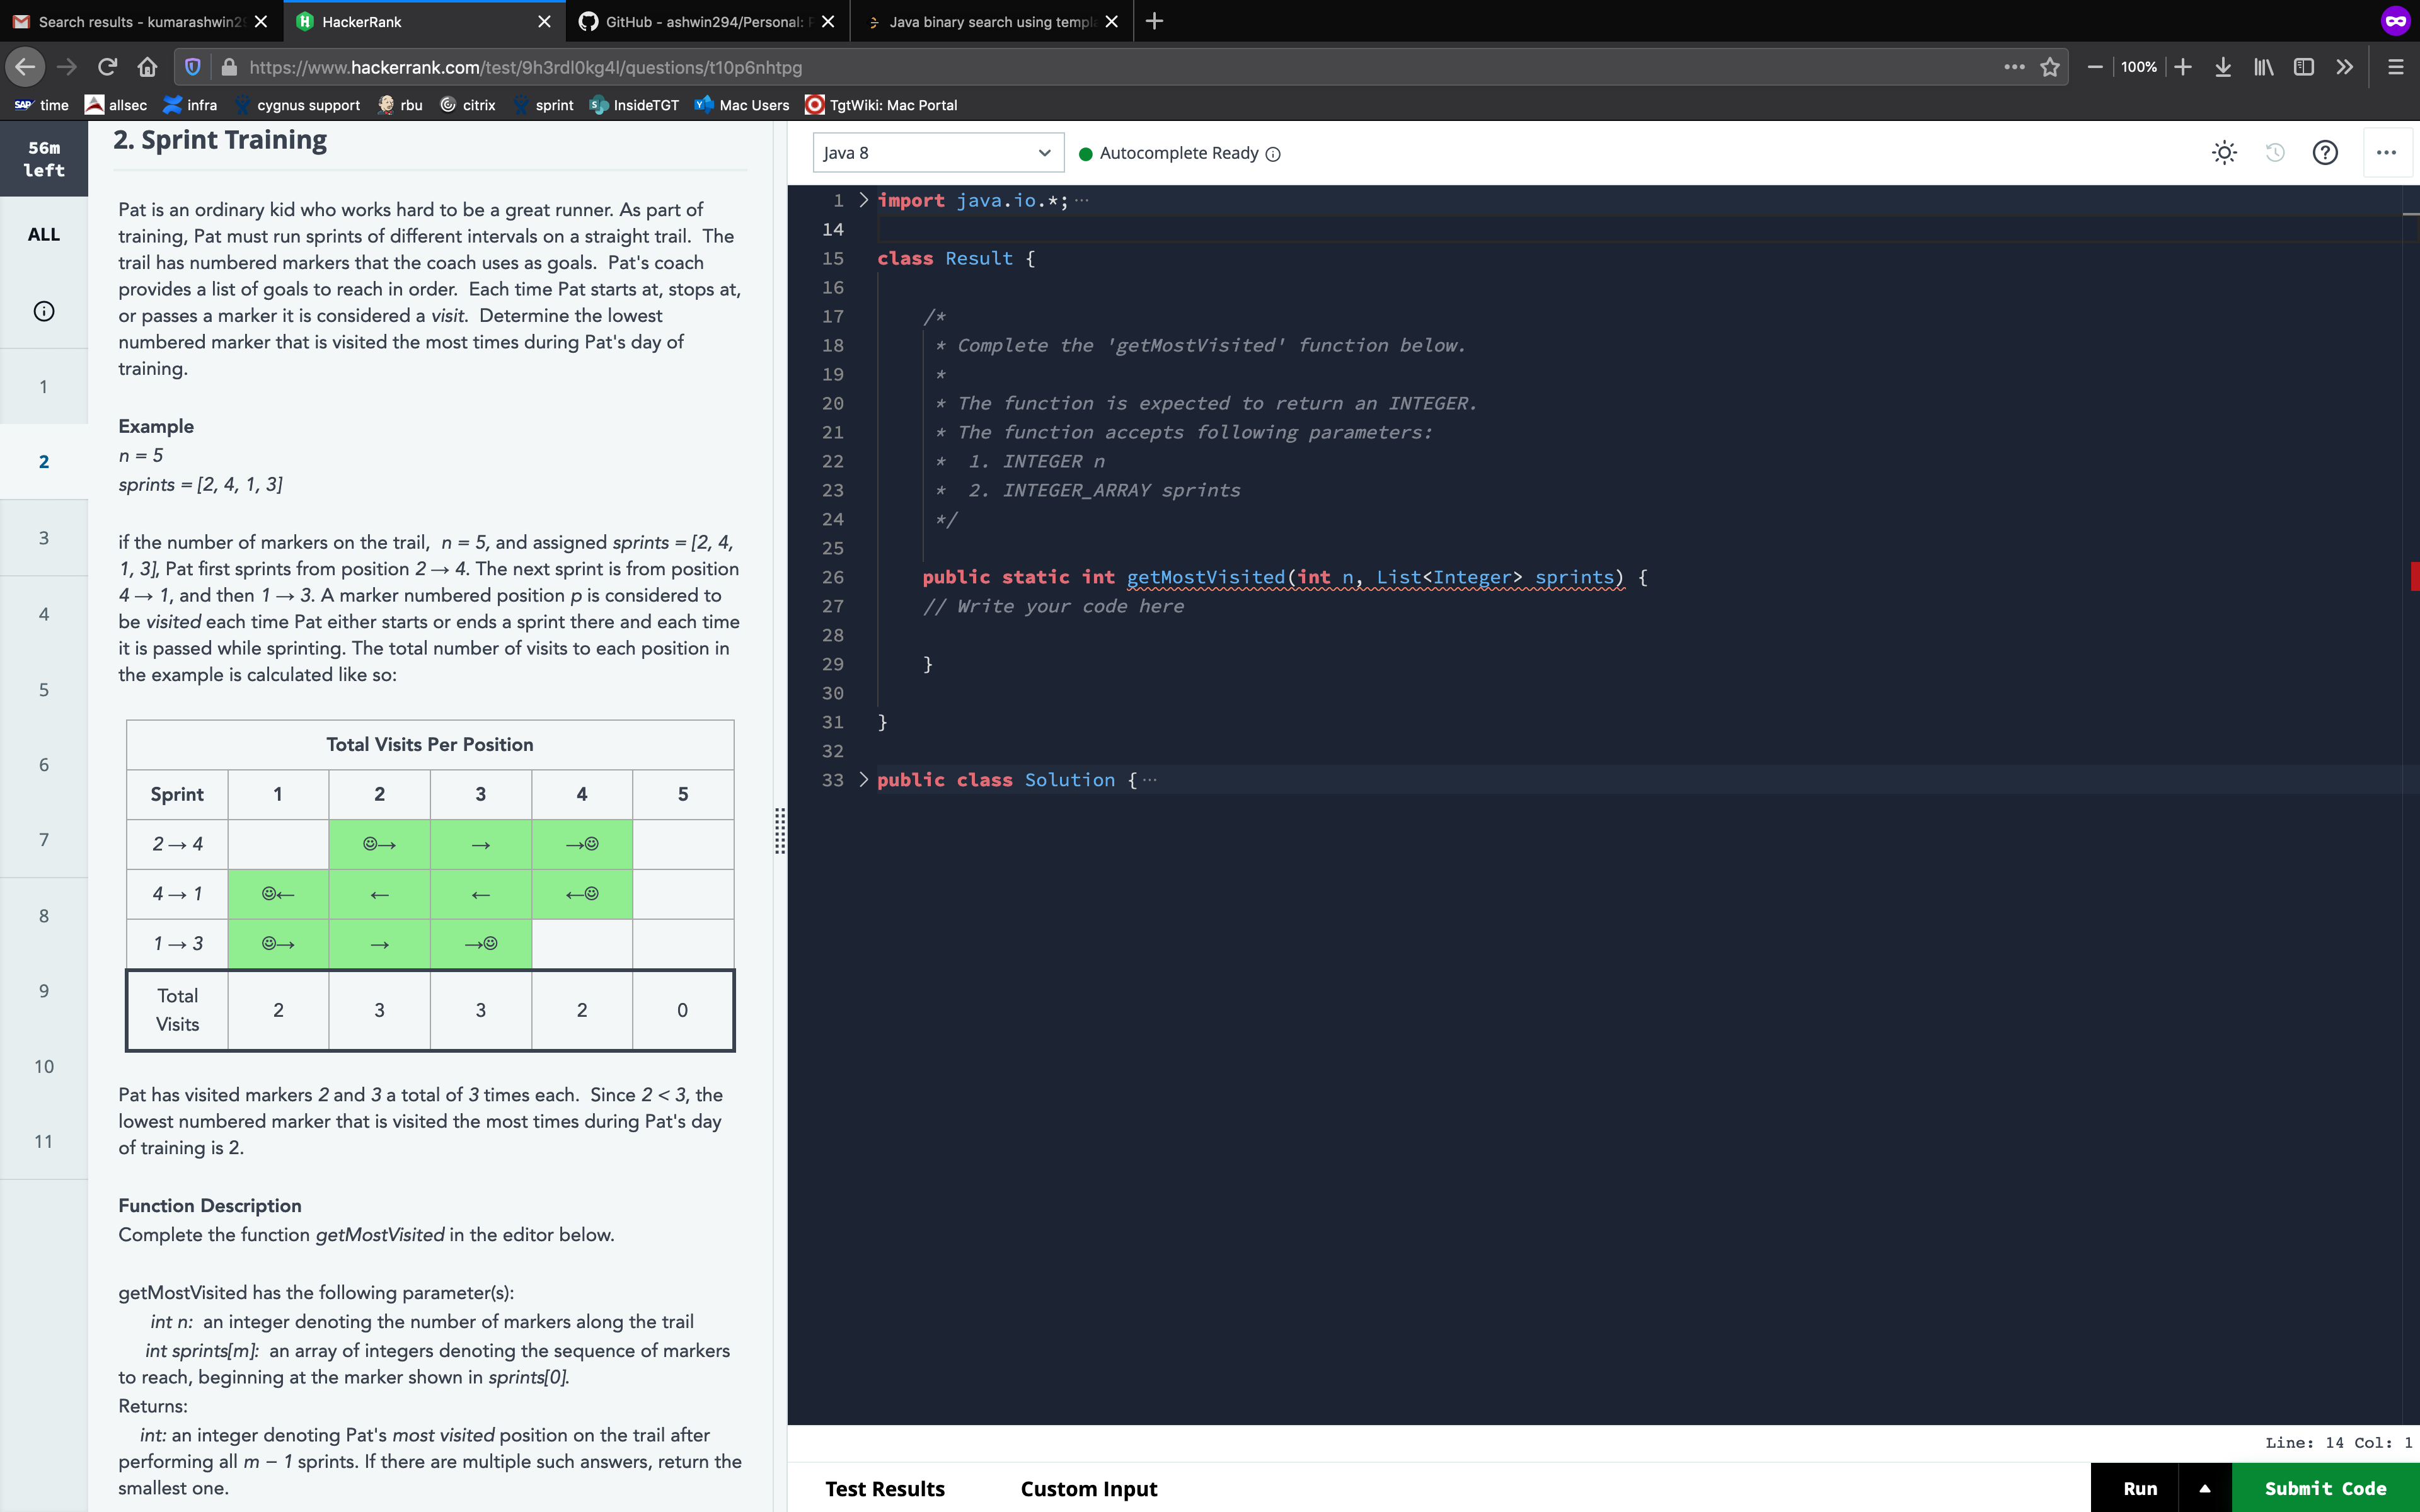 Search results - kumarashwin29
HackerRank
GitHub - ashwin294/Personal:
Java binary search using templ
https://www.hackerrank.com/test/9h3rdl0kg4l/questions/t10p6nhtpg
100%
SAP time allsec infra cygnus support rbu citrix sprint InsideTGT Mac Users TgtWiki: Mac Portal
56m
left
ALL
1
2
3
4
5
6
7
8
9
10
11
2. Sprint Training
Pat is an ordinary kid who works hard to be a great runner. As part of
training, Pat must run sprints of different intervals on a straight trail. The
trail has numbered markers that the coach uses as goals. Pat's coach
provides a list of goals to reach in order. Each time Pat starts at, stops at,
or passes a marker it is considered a visit. Determine the lowest
numbered marker that is visited the most times during Pat's day of
training.
Example
n = 5
sprints = [2, 4, 1, 3]
if the number of markers on the trail, n = 5, and assigned sprints = [2, 4,
1, 3], Pat first sprints from position 2 → 4. The next sprint is from position
4 → 1, and then 1 → 3. A marker numbered position p is considered to
be visited each time Pat either starts or ends a sprint there and each time
it is passed while sprinting. The total number of visits to each position in
the example is calculated like so:
Total Visits Per Position
Sprint 1 2 3 4 5
2 → 4 ☺→ → →☺
4 → 1 ☺← ← ← ←☺
1 → 3 ☺→ → →☺
Total
Visits 2 3 3 2 0
Pat has visited markers 2 and 3 a total of 3 times each. Since 2 < 3, the
lowest numbered marker that is visited the most times during Pat's day
of training is 2.
Function Description
Complete the function getMostVisited in the editor below.
getMostVisited has the following parameter(s):
int n: an integer denoting the number of markers along the trail
int sprints[m]: an array of integers denoting the sequence of markers
to reach, beginning at the marker shown in sprints[0].
Returns:
int: an integer denoting Pat's most visited position on the trail after
performing all m − 1 sprints. If there are multiple such answers, return the
smallest one.
Java 8
Autocomplete Ready
1 import java.io.*;···
14
15 class Result {
16
17 /*
18 * Complete the 'getMostVisited' function below.
19 *
20 * The function is expected to return an INTEGER.
21 * The function accepts following parameters:
22 * 1. INTEGER n
23 * 2. INTEGER_ARRAY sprints
24 */
25
26 public static int getMostVisited(int n, List<Integer> sprints) {
27 // Write your code here
28
29 }
30
31 }
32
33 public class Solution {···
Line: 14 Col: 1
Test Results Custom Input Run Submit Code